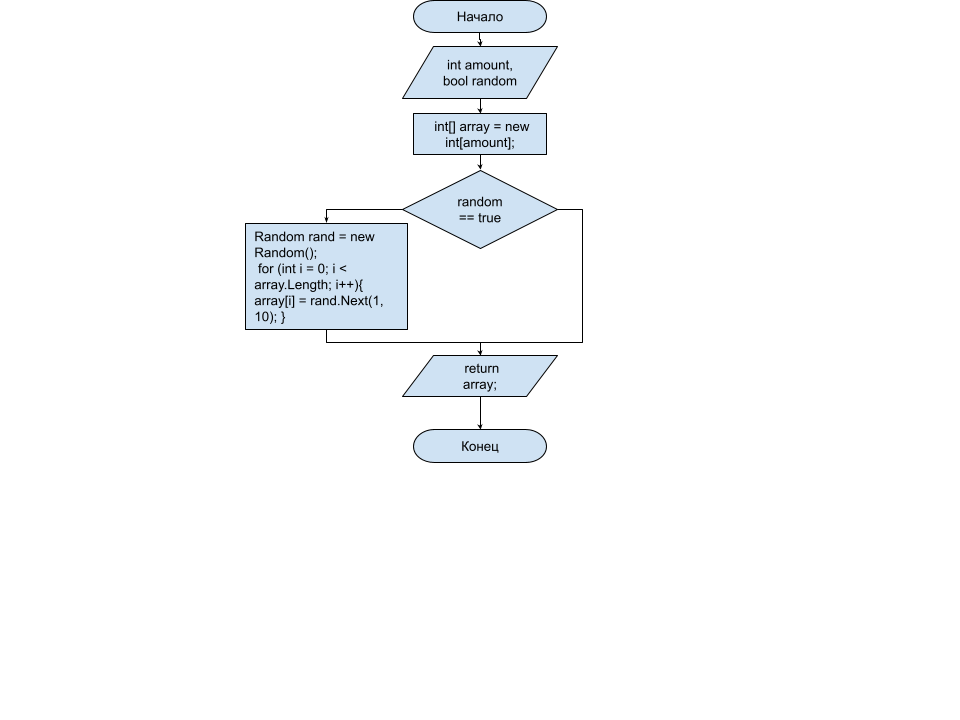 Начало
int amount,
bool random
int[] array = new
int[amount];
random
== true
Random rand = new
Random();
for (int i = 0; i <
array.Length; i++){
array[i] = rand.Next(1,
10); }
return
array;
Конец